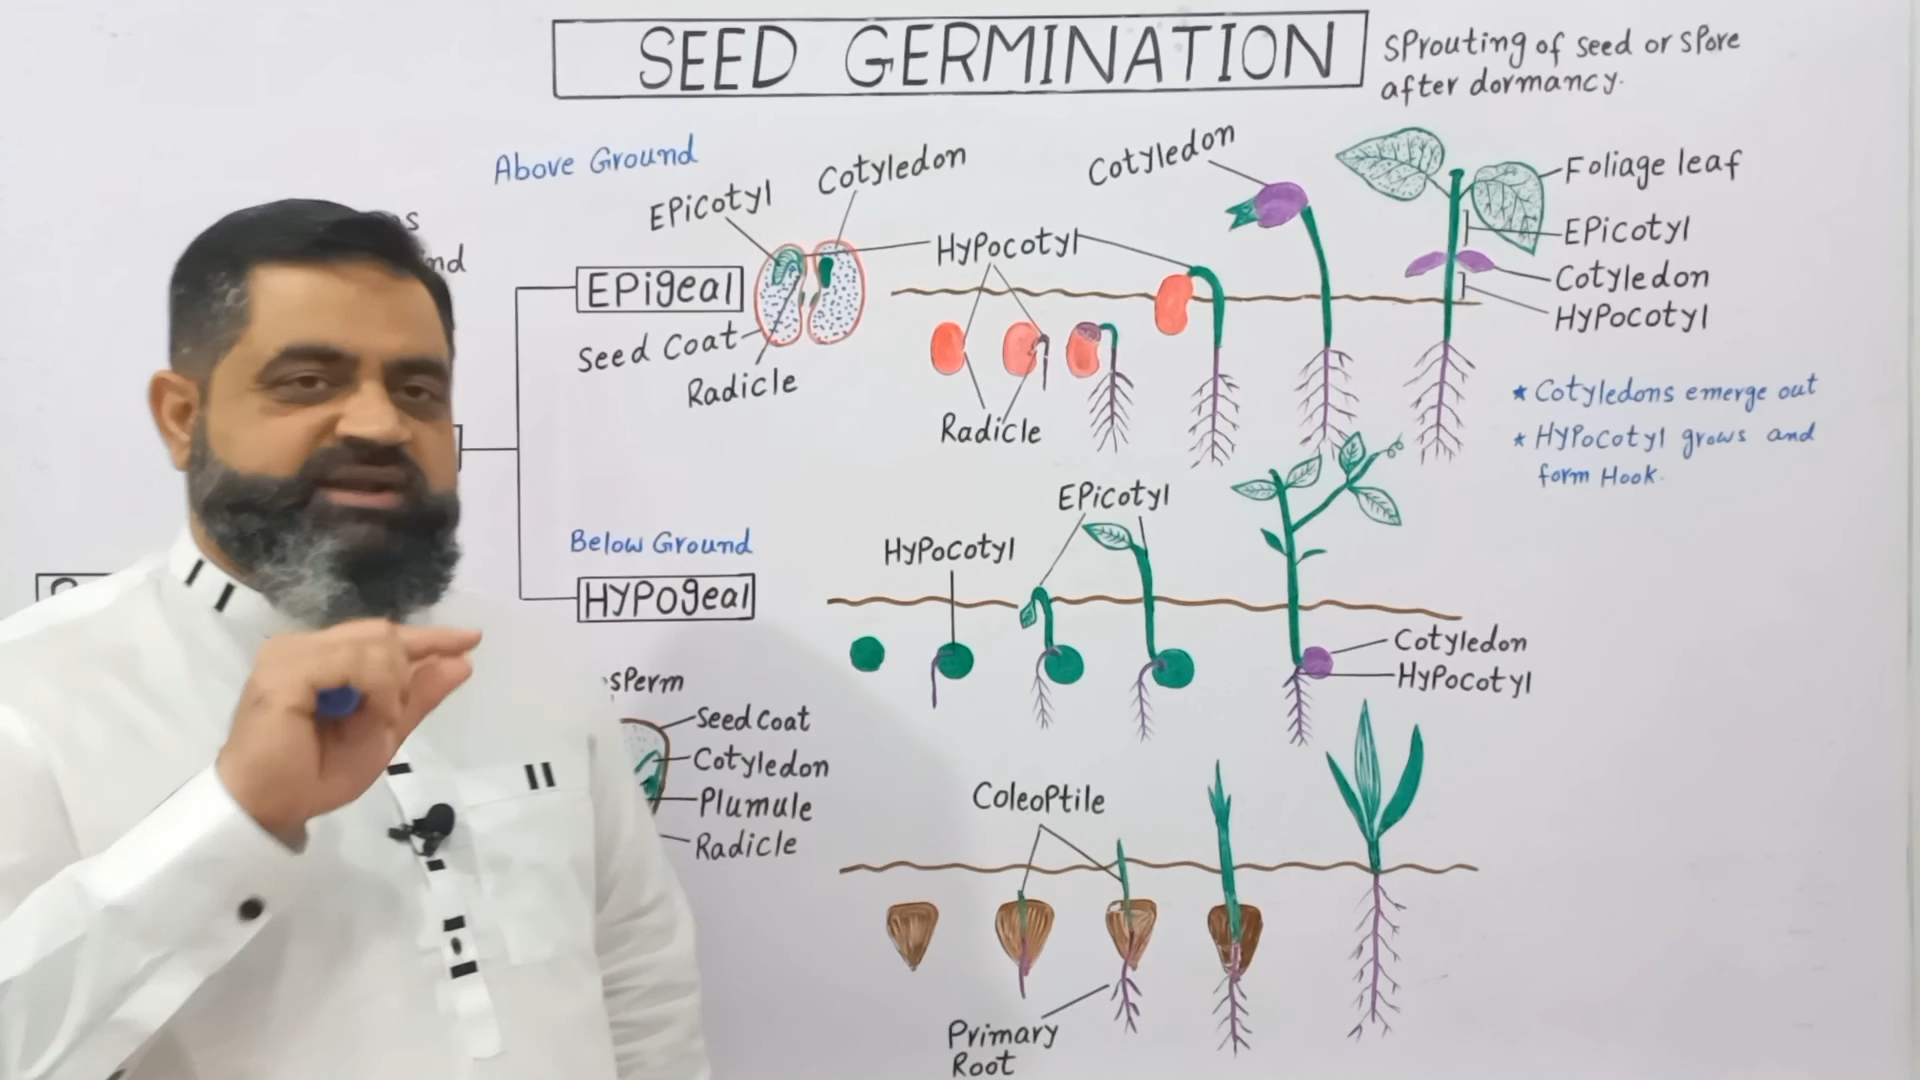 SEED GERMINATION
Sprouting of seed or spore
after dormancy.
Above Ground
Epicotyl
Cotyledon
EPigeal
Seed Coat
Radicle
Hypocotyl
Radicle
Cotyledon
Foliage leaf
Epicotyl
Cotyledon
Hypocotyl
* Cotyledons emerge out
* Hypocotyl grows and
form Hook.
Below Ground
HYPOgeal
Hypocotyl
Epicotyl
Cotyledon
Hypocotyl
Seed Coat
Cotyledon
Plumule
Radicle
Coleoptile
Primary
Root